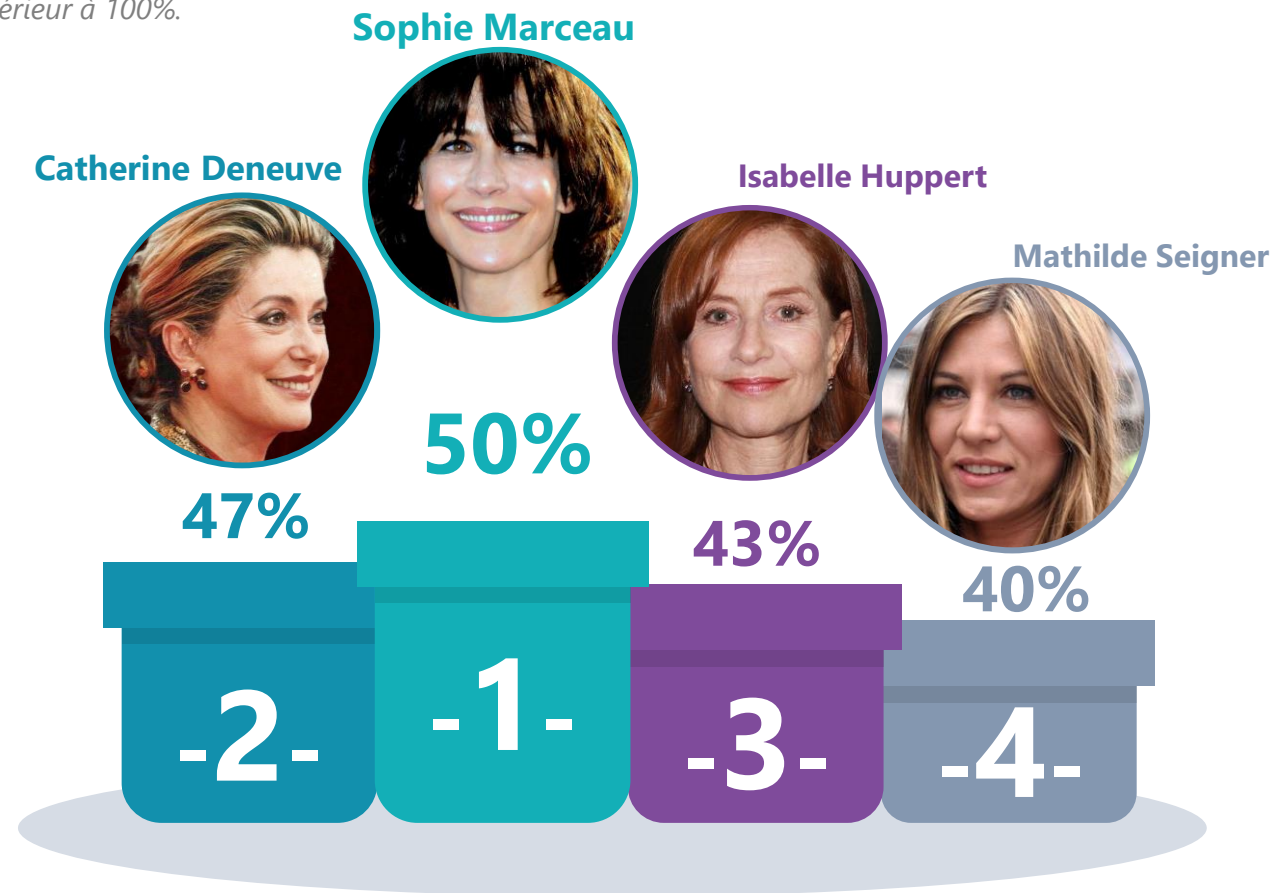 érieur à 100%.
Sophie Marceau
Catherine Deneuve
Isabelle Huppert
Mathilde Seigner
50%
47%
43%
40%
-1-
-2-
-3-
-4-